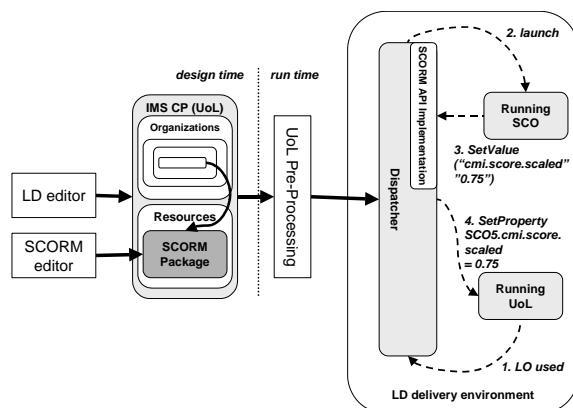 design time
run time
IMS CP (UoL)
Organizations
Resources
SCORM
Package
LD editor
SCORM
editor
UoL Pre-Processing
Dispatcher
SCORM API Implementation
2. launch
Running
SCO
3. SetValue
(“cmi.score.scaled”
”0.75”)
4. SetProperty
SCO5.cmi.score.
scaled
= 0.75
Running
UoL
1. LO used
LD delivery environment